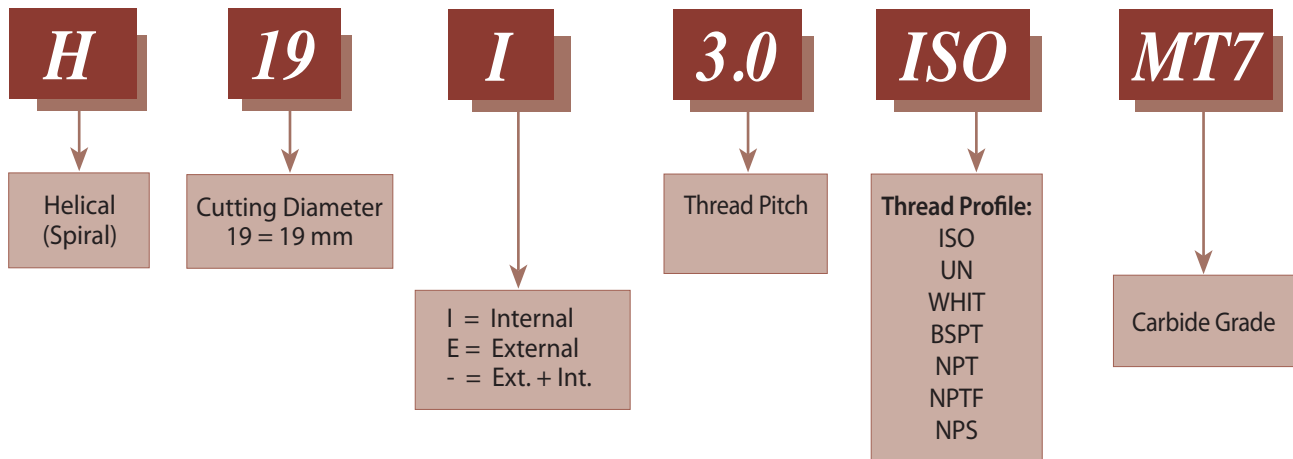 H
19
I
3.0
ISO
MT7
Helical
(Spiral)
Cutting Diameter
19 = 19 mm
I = Internal
E = External
- = Ext. + Int.
Thread Pitch
Thread Profile:
ISO
UN
WHIT
BSPT
NPT
NPTF
NPS
Carbide Grade